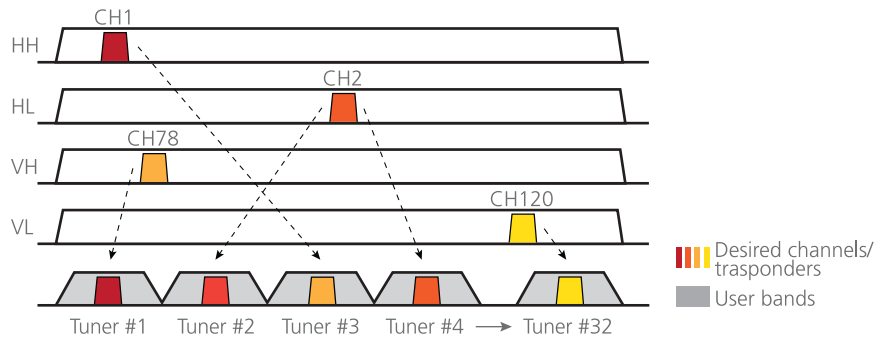 CH1
HH
CH2
HL
CH78
VH
CH120
VL
Desired channels/
trasponders
User bands
Tuner #1 Tuner #2 Tuner #3 Tuner #4 Tuner #32